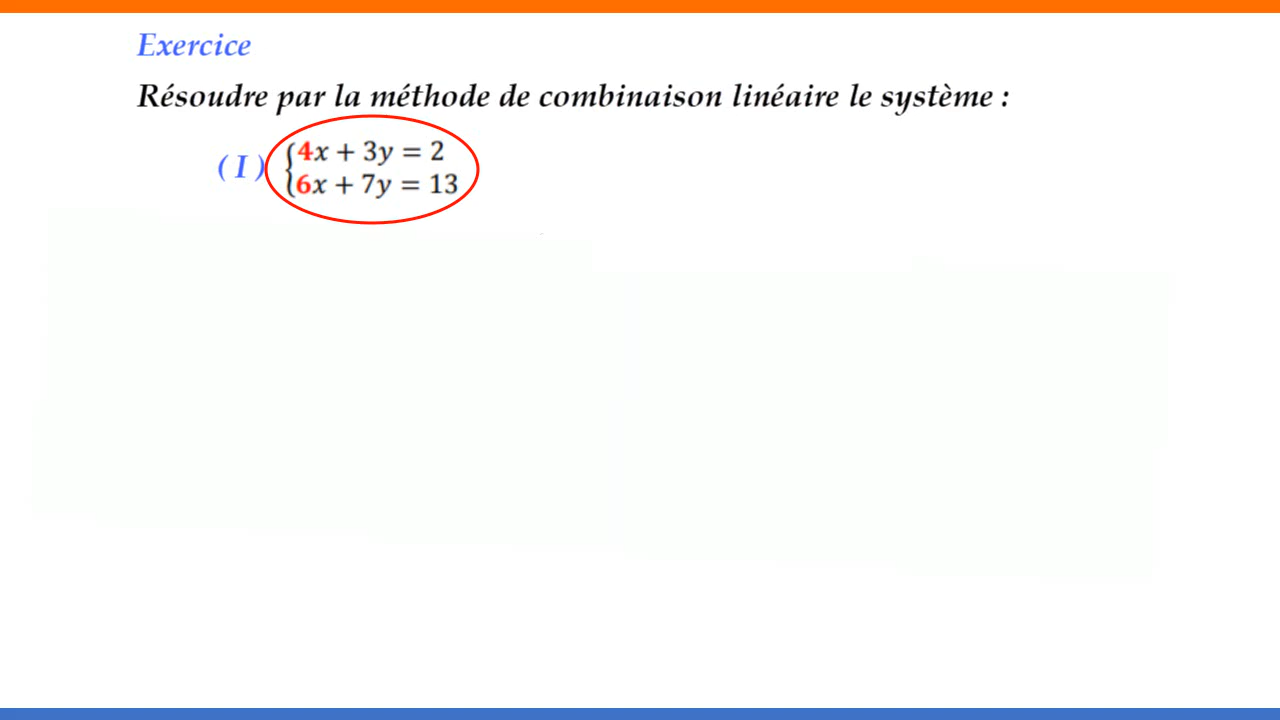 Exercice
Résoudre par la méthode de combinaison linéaire le système :
( I ) {4x + 3y = 2
6x + 7y = 13